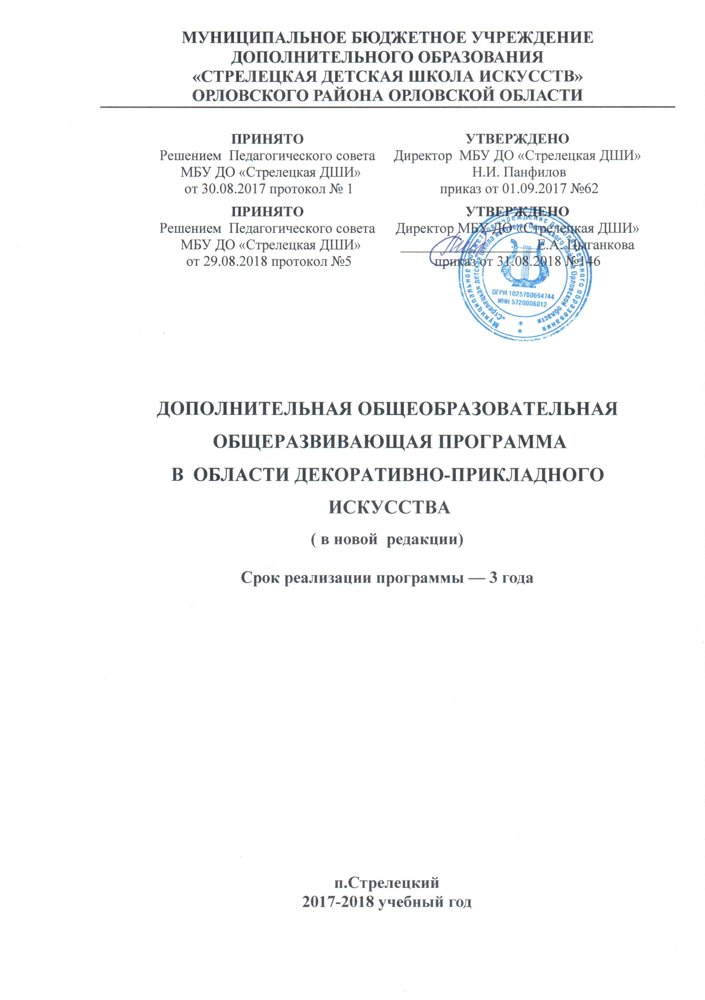 МУНИЦИПАЛЬНОЕ БЮДЖЕТНОЕ УЧРЕЖДЕНИЕ
ДОПОЛНИТЕЛЬНОГО ОБРАЗОВАНИЯ
«СТРЕЛЕЦКАЯ ДЕТСКАЯ ШКОЛА ИСКУССТВ»
ОРЛОВСКОГО РАЙОНА ОРЛОВСКОЙ ОБЛАСТИ
ПРИНЯТО
Решением Педагогического совета
МБУ ДО «Стрелецкая ДШИ»
от 30.08.2017 протокол № 1
УТВЕРЖДЕНО
Директор МБУ ДО «Стрелецкая ДШИ»
Н.И. Панфилов
приказ от 01.09.2017 №62
ПРИНЯТО
Решением Педагогического совета
МБУ ДО «Стрелецкая ДШИ»
от 29.08.2018 протокол №5
УТВЕРЖДЕНО
Директор МБУ ДО «Стрелецкая ДШИ»
Е.А. Цыганкова
приказ от 31.08.2018 №146
Муниципальное бюджетное учреждение дополнительного образования
«Стрелецкая детская школа искусств» Орловского района Орловской области
ОГРН 1025700694744
ИНН 5720006012
ДОПОЛНИТЕЛЬНАЯ ОБЩЕОБРАЗОВАТЕЛЬНАЯ
ОБЩЕРАЗВИВАЮЩАЯ ПРОГРАММА
В ОБЛАСТИ ДЕКОРАТИВНО-ПРИКЛАДНОГО
ИСКУССТВА
( в новой редакции)
Срок реализации программы — 3 года
п.Стрелецкий
2017-2018 учебный год